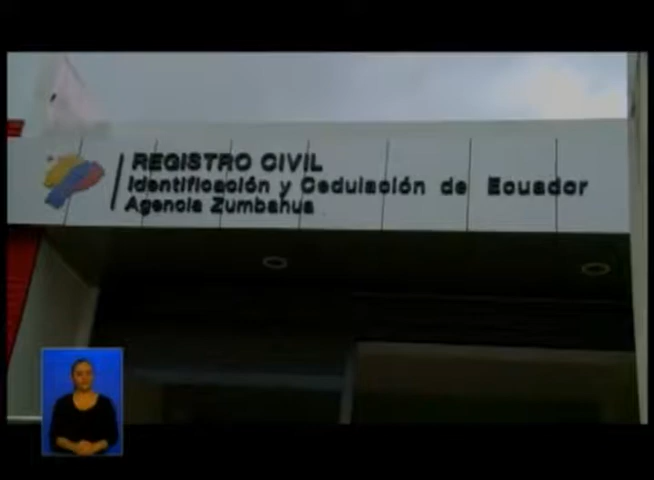 REGISTRO CIVIL
Identificación y Cedulación de Ecuador
Agencia Zumbahua